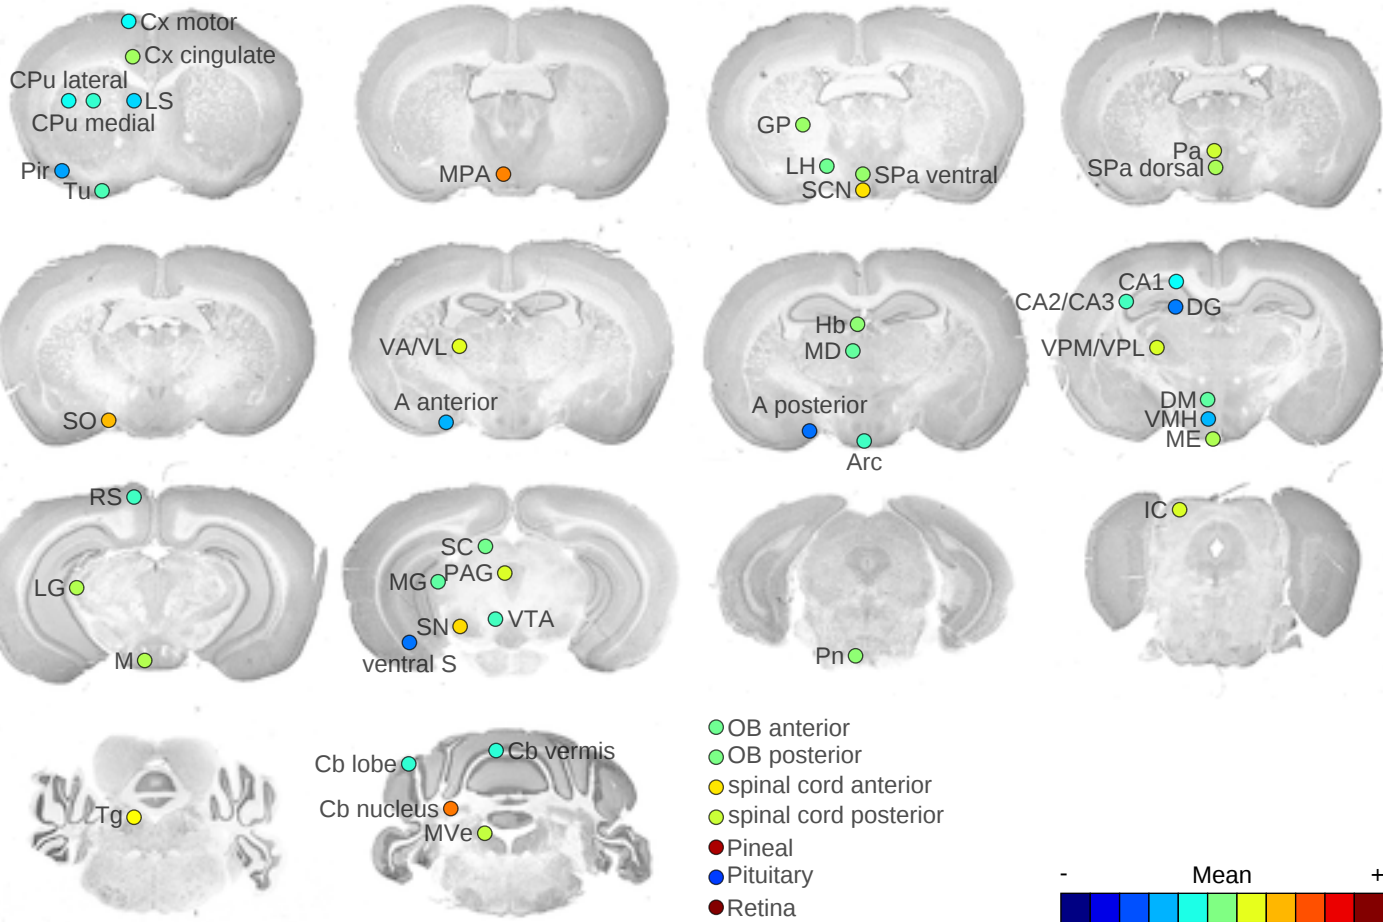 Cx motor
Cx cingulate
CPu lateral
LS
CPu medial
Pir
Tu
MPA
GP
LH
SPa ventral
SCN
Pa
SPa dorsal
SO
VA/VL
A anterior
Hb
MD
A posterior
Arc
CA1
CA2/CA3
DG
VPM/VPL
DM
VMH
ME
RS
LG
M
SC
MG
PAG
SN
VTA
ventral S
Pn
IC
Tg
Cb lobe
Cb vermis
Cb nucleus
MVe
OB anterior
OB posterior
spinal cord anterior
spinal cord posterior
Pineal
Pituitary
Retina
- Mean +